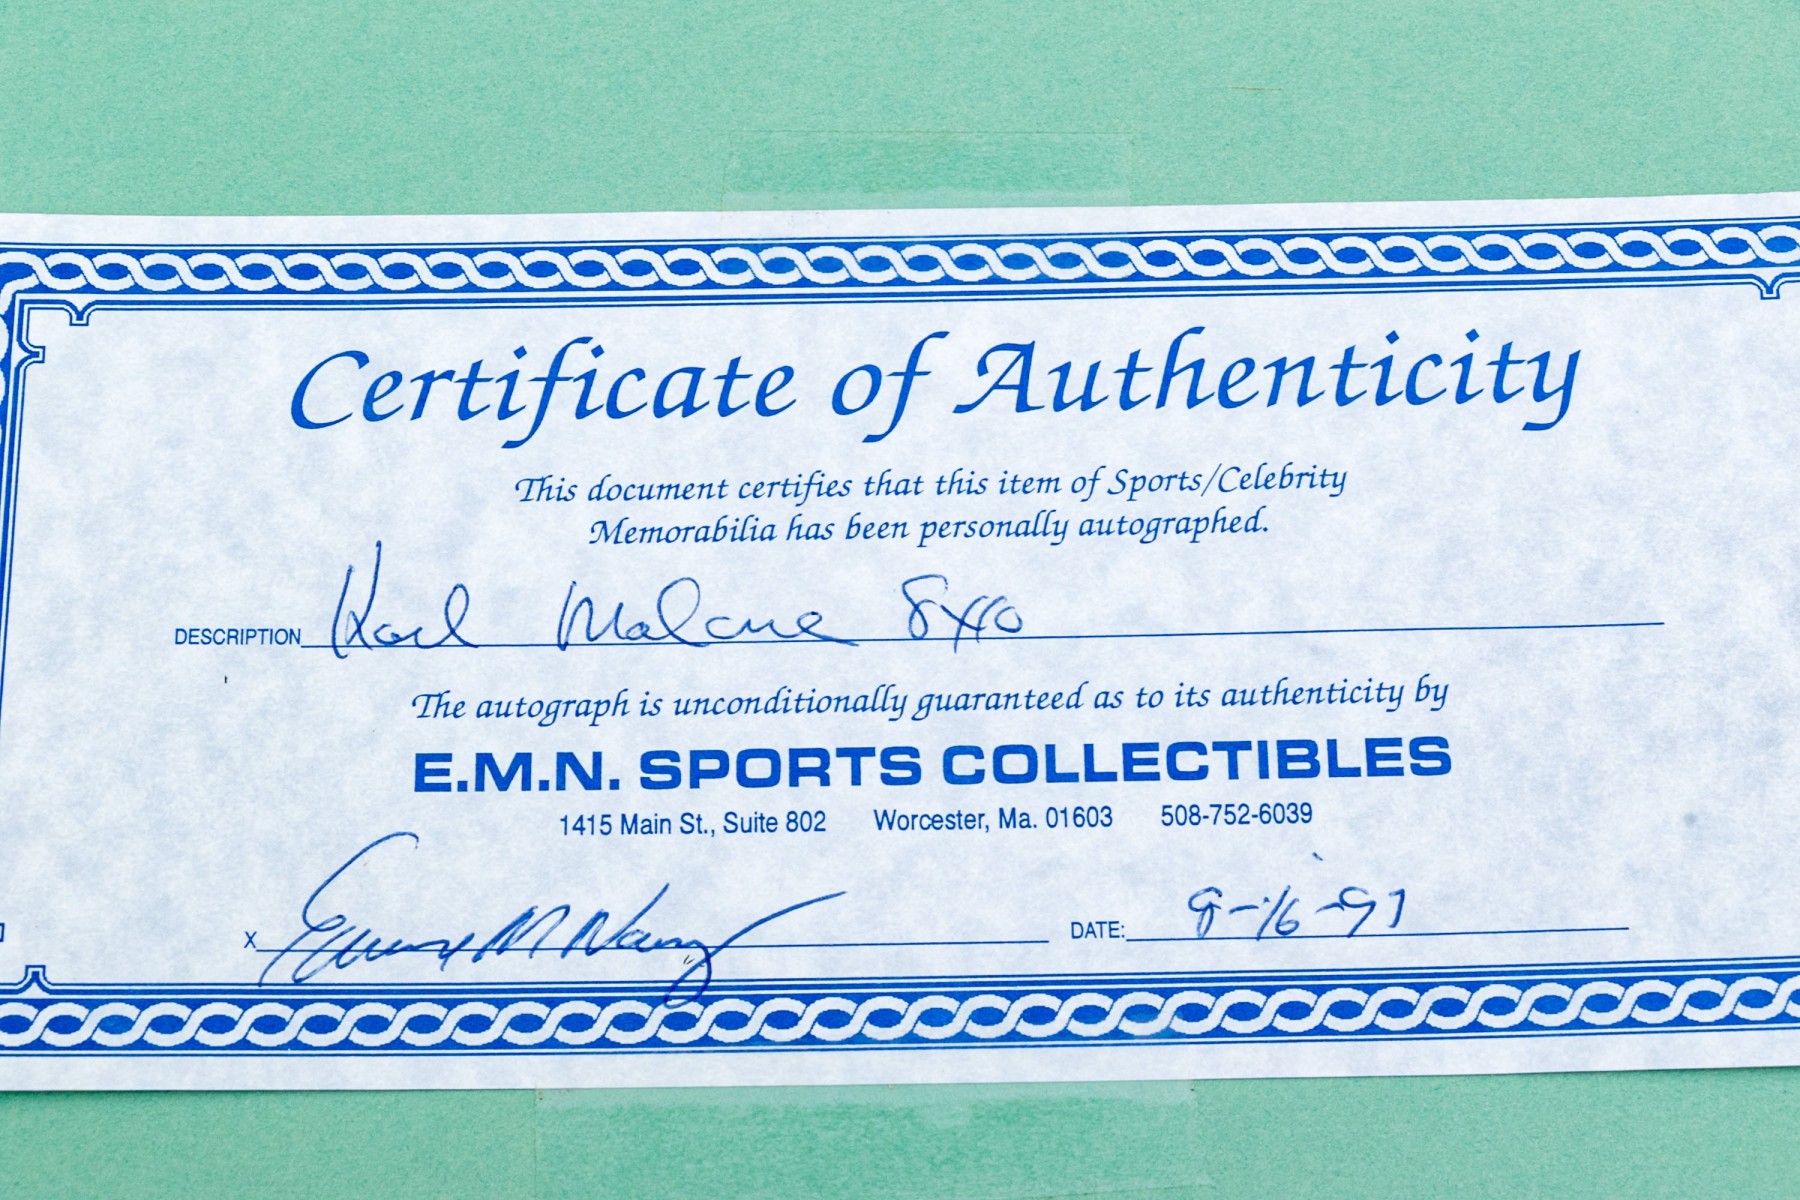 Certificate of Authenticity
This document certifies that this item of Sports/Celebrity
Memorabilia has been personally autographed.
DESCRIPTION Karl Malone 8x10
The autograph is unconditionally guaranteed as to its authenticity by
E.M.N. SPORTS COLLECTIBLES
1415 Main St., Suite 802 Worcester, Ma. 01603 508-752-6039
X DATE: 9-16-97